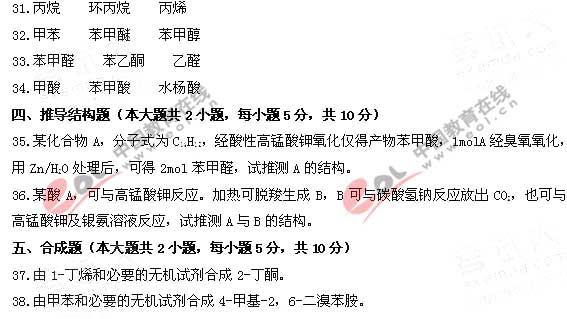 31.丙烷 环丙烷 丙烯
32.甲苯 苯甲醚 苯甲醇
33.苯甲醛 苯乙酮 乙醛
34.甲酸 苯甲酸 水杨酸
四、推导结构题（本大题共2小题，每小题5分，共10分）
35.某化合物A，分子式为C₁₄H₁₂，经酸性高锰酸钾氧化仅得产物苯甲酸，1molA经臭氧氧化，
用Zn/H₂O处理后，可得2mol苯甲醛，试推测A的结构。
36.某酸A，可与高锰酸钾反应。加热可脱羧生成B，B可与碳酸氢钠反应放出CO₂，也可与
高锰酸钾及银氨溶液反应，试推测A与B的结构。
五、合成题（本大题共2小题，每小题5分，共10分）
37.由1-丁烯和必要的无机试剂合成2-丁酮。
38.由甲苯和必要的无机试剂合成4-甲基-2，6-二溴苯胺。
中国教育在线